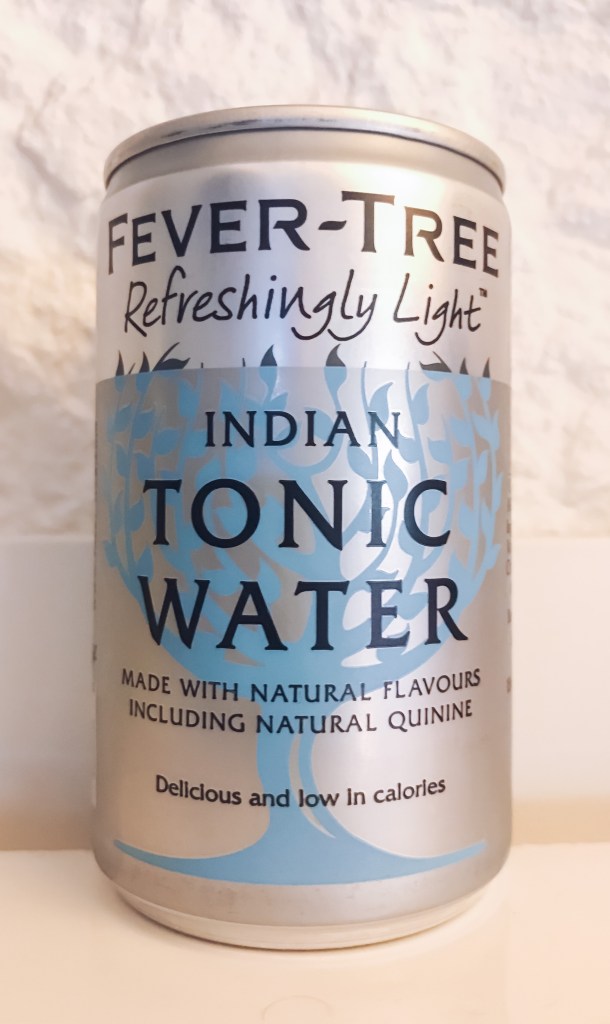 FEVER-TREE
Refreshingly Light™
INDIAN
TONIC
WATER
MADE WITH NATURAL FLAVOURS
INCLUDING NATURAL QUININE
Delicious and low in calories